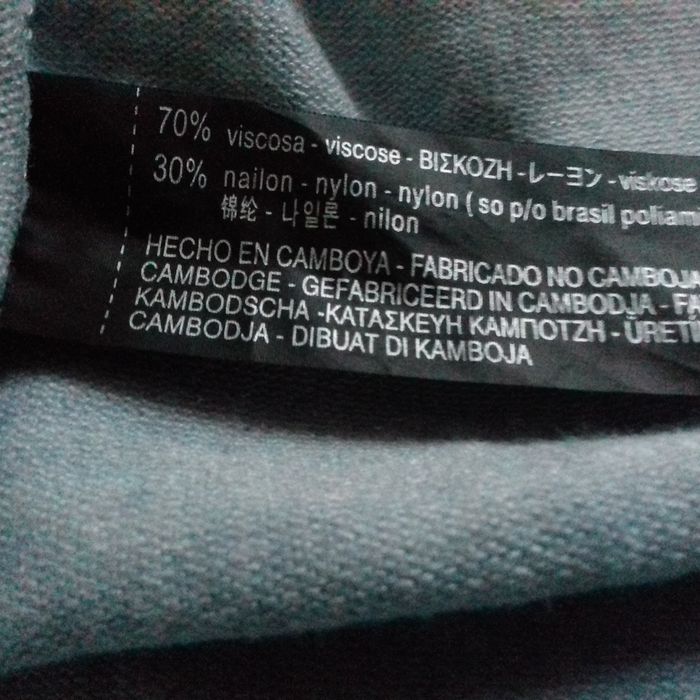 70% viscosa - viscose - ΒΙΣΚΟΖΗ -レーヨン - viskose
30% nailon - nylon - nylon ( so p/o brasil poliam
锦纶 - 나일론 - nilon
HECHO EN CAMBOYA - FABRICADO NO CAMBOJA
CAMBODGE - GEFABRICEERD IN CAMBODJA - FA
KAMBODSCHA -ΚΑΤΑΣΚΕΥΗ ΚΑΜΠΟΤΖΗ - ÜRETİ
CAMBODJA - DIBUAT DI KAMBOJA